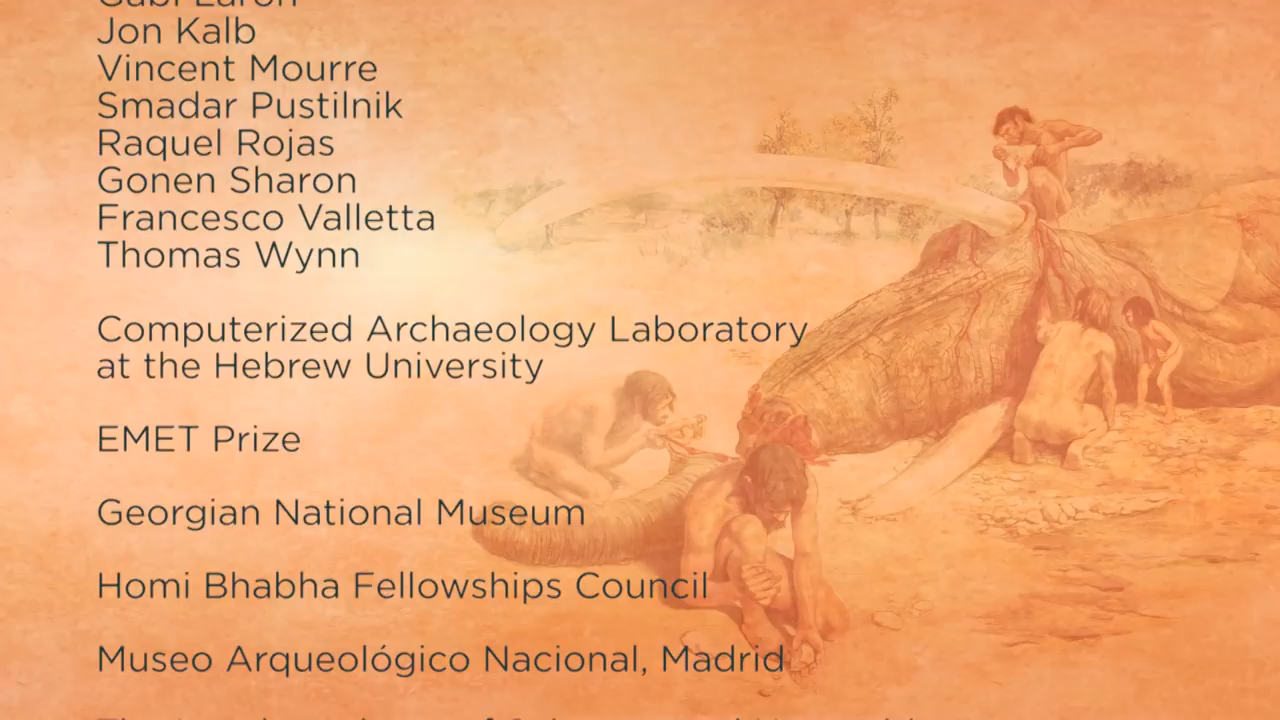 Jon Kalb
Vincent Mourre
Smadar Pustilnik
Raquel Rojas
Gonen Sharon
Francesco Valletta
Thomas Wynn
Computerized Archaeology Laboratory
at the Hebrew University
EMET Prize
Georgian National Museum
Homi Bhabha Fellowships Council
Museo Arqueológico Nacional, Madrid